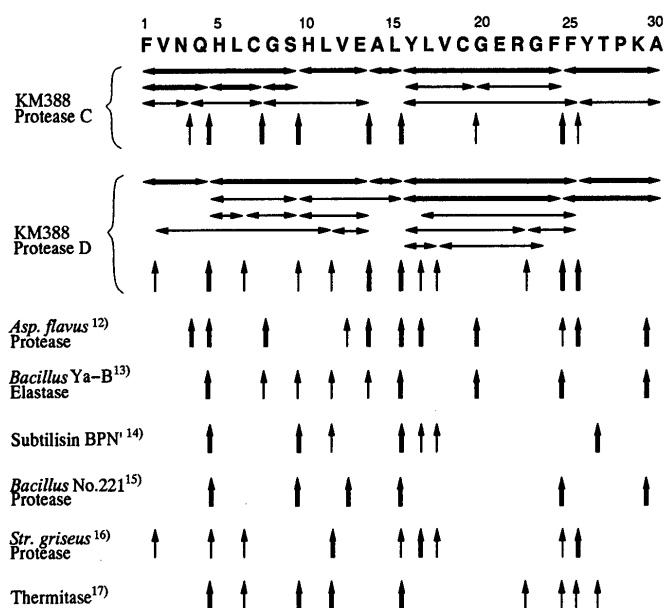 1 5 10 15 20 25 30
F V N Q H L C G S H L V E A L Y L V C G E R G F F Y T P K A
KM388
Protease C
KM388
Protease D
Asp. flavus 12)
Protease
Bacillus Ya-B 13)
Elastase
Subtilisin BPN' 14)
Bacillus No.221 15)
Protease
Str. griseus 16)
Protease
Thermitase 17)